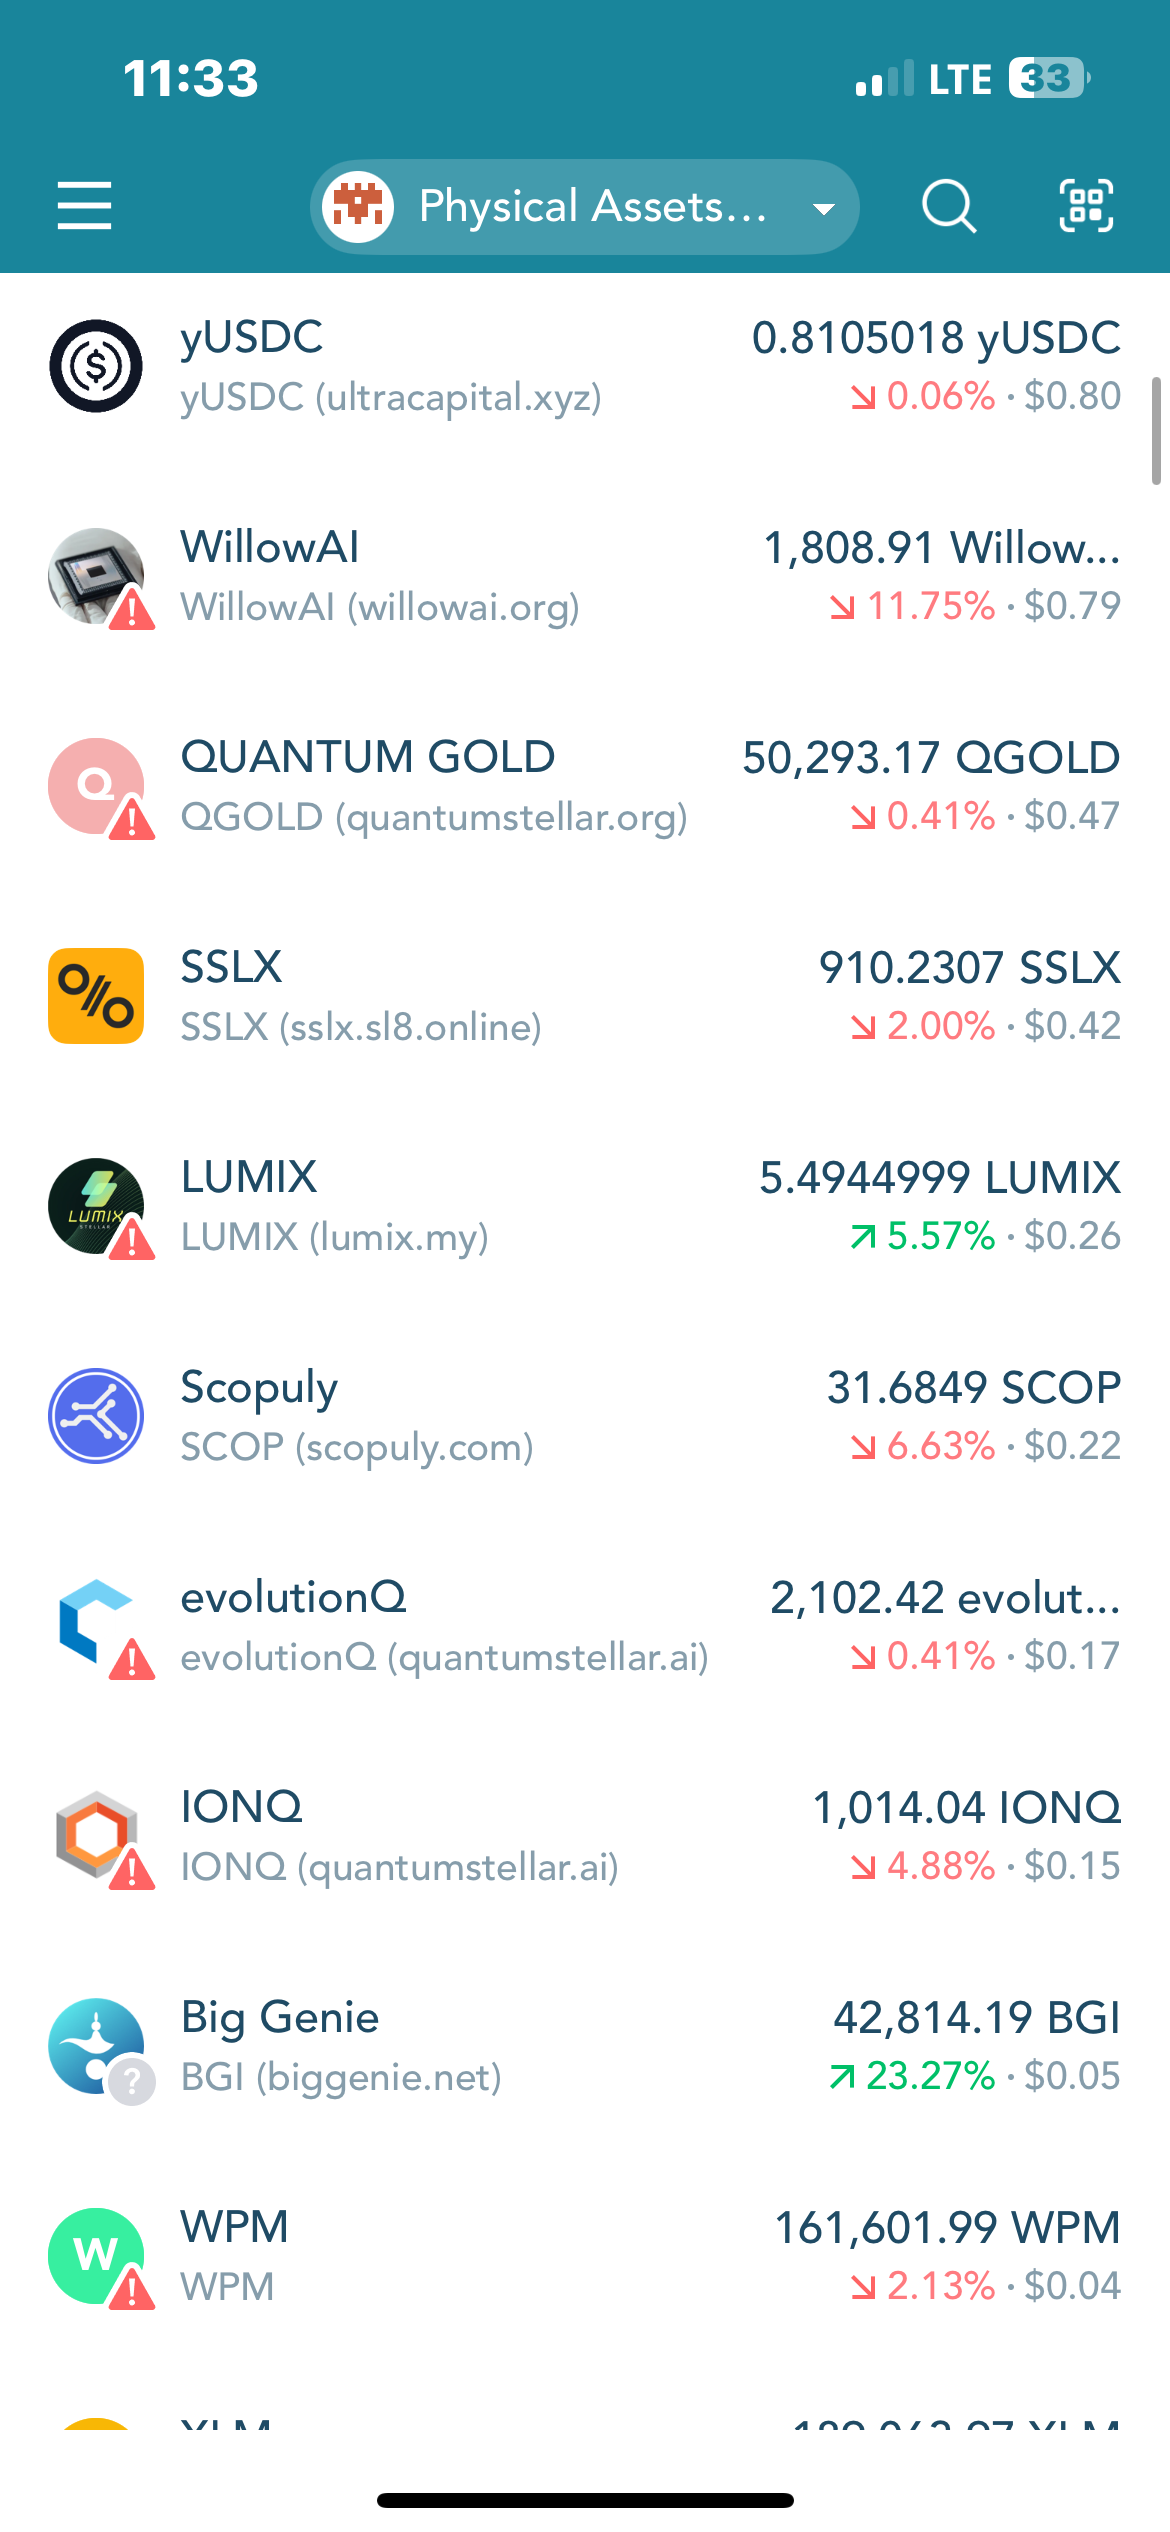 11:33
LTE 33
Physical Assets...
yUSDC
0.8105018 yUSDC
yUSDC (ultracapital.xyz)
0.06% · $0.80
WillowAI
1,808.91 Willow...
WillowAI (willowai.org)
11.75% · $0.79
QUANTUM GOLD
50,293.17 QGOLD
QGOLD (quantumstellar.org)
0.41% · $0.47
SSLX
910.2307 SSLX
SSLX (sslx.sl8.online)
2.00% · $0.42
LUMIX
STELLAR
LUMIX
5.4944999 LUMIX
LUMIX (lumix.my)
5.57% · $0.26
Scopuly
31.6849 SCOP
SCOP (scopuly.com)
6.63% · $0.22
evolutionQ
2,102.42 evolut...
evolutionQ (quantumstellar.ai)
0.41% · $0.17
IONQ
1,014.04 IONQ
IONQ (quantumstellar.ai)
4.88% · $0.15
Big Genie
42,814.19 BGI
BGI (biggenie.net)
23.27% · $0.05
W
WPM
161,601.99 WPM
WPM
2.13% · $0.04